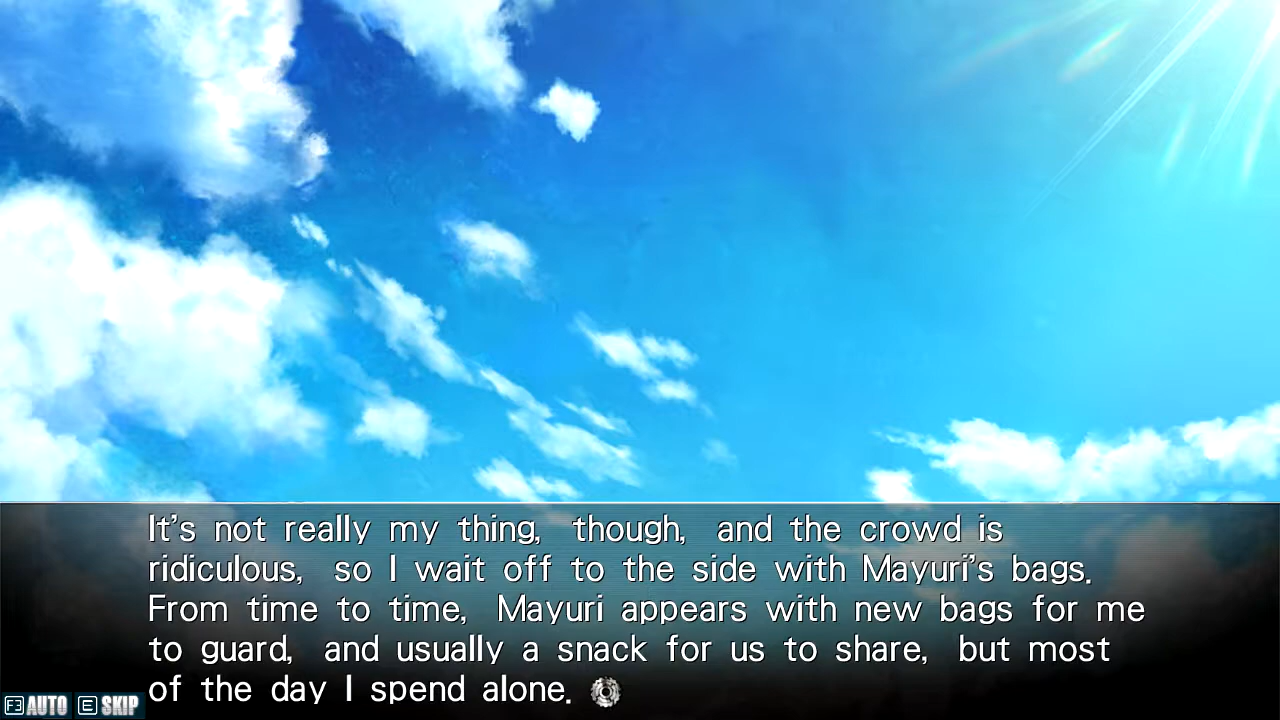 It's not really my thing, though, and the crowd is
ridiculous, so I wait off to the side with Mayuri's bags.
From time to time, Mayuri appears with new bags for me
to guard, and usually a snack for us to share, but most
of the day I spend alone.
F3 AUTO E SKIP